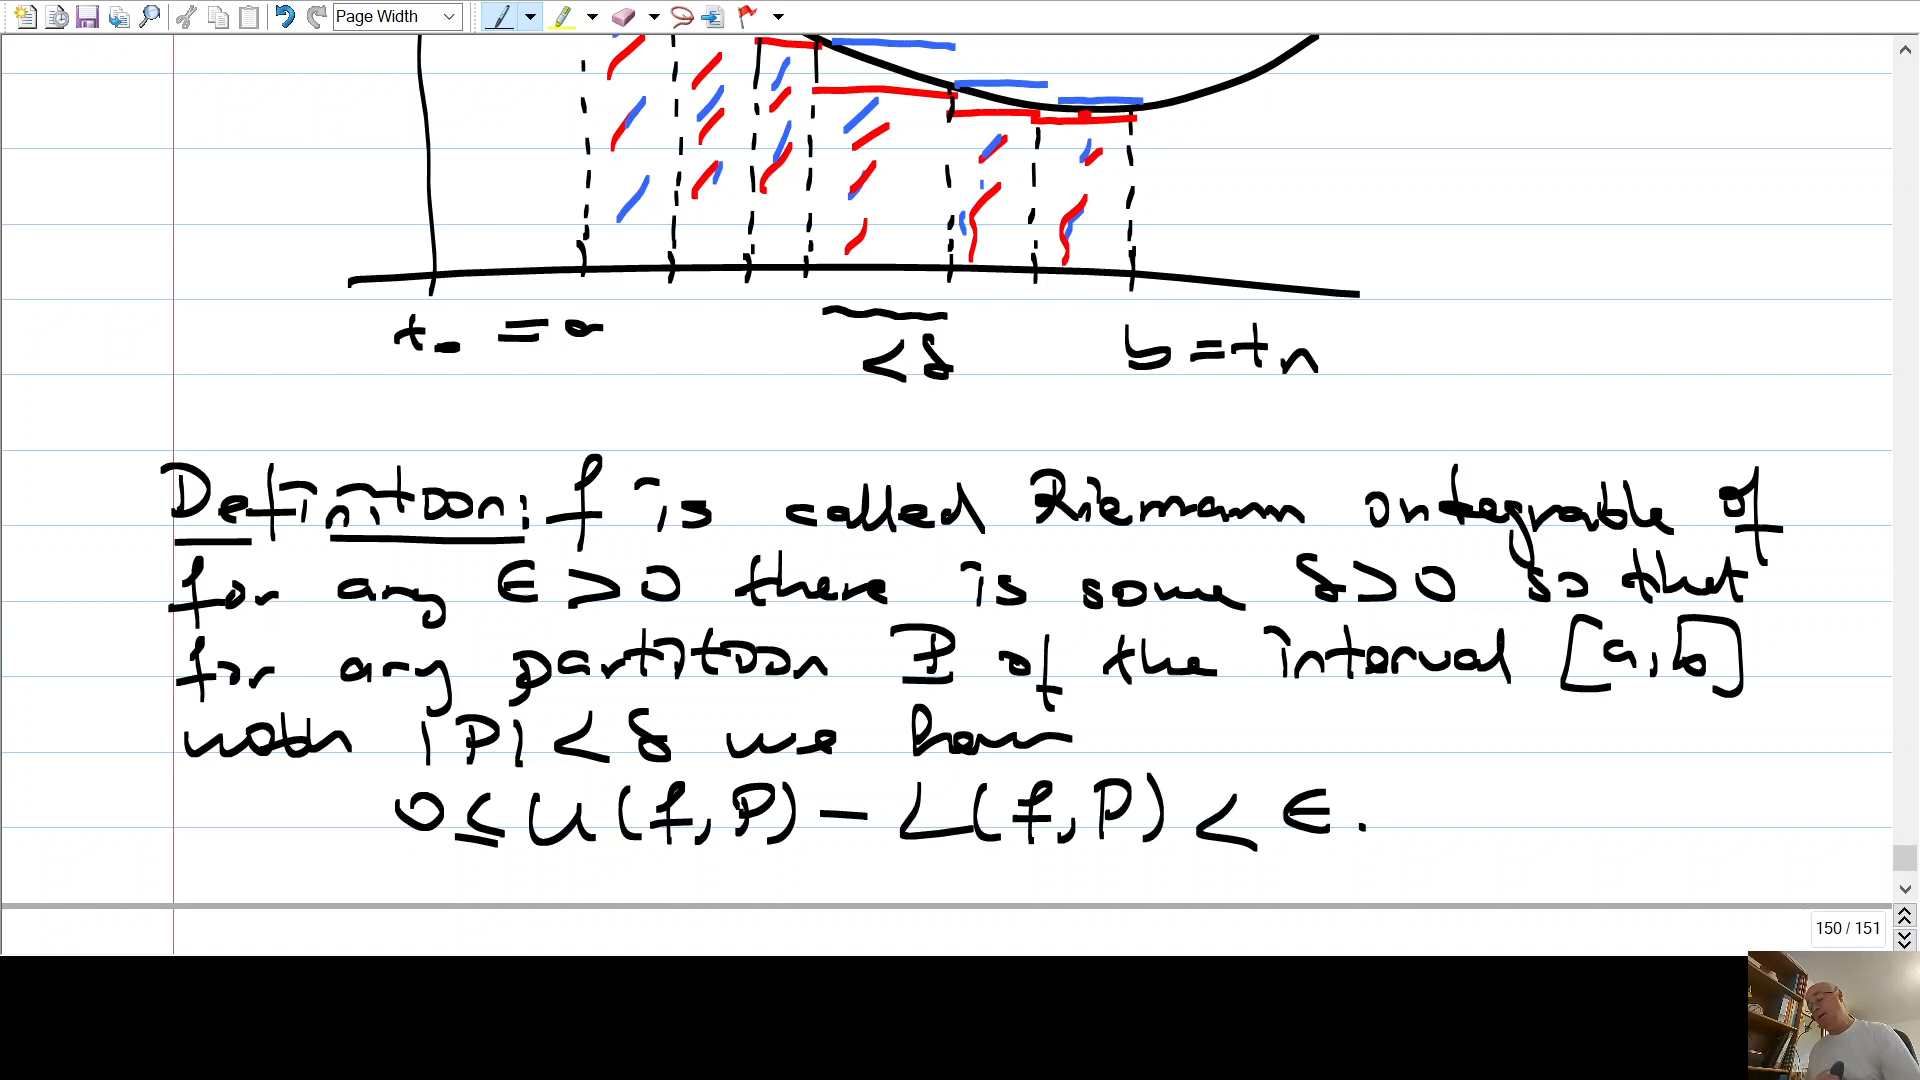 Page Width
t₀ = a
< δ
b = tₙ
Definition: f is called Riemann integrable if
for any ∈ > 0 there is some δ > 0 so that
for any partition P of the interval [a, b]
with |P| < δ we have
0 ≤ U(f, P) - L(f, P) < ∈.
150 / 151